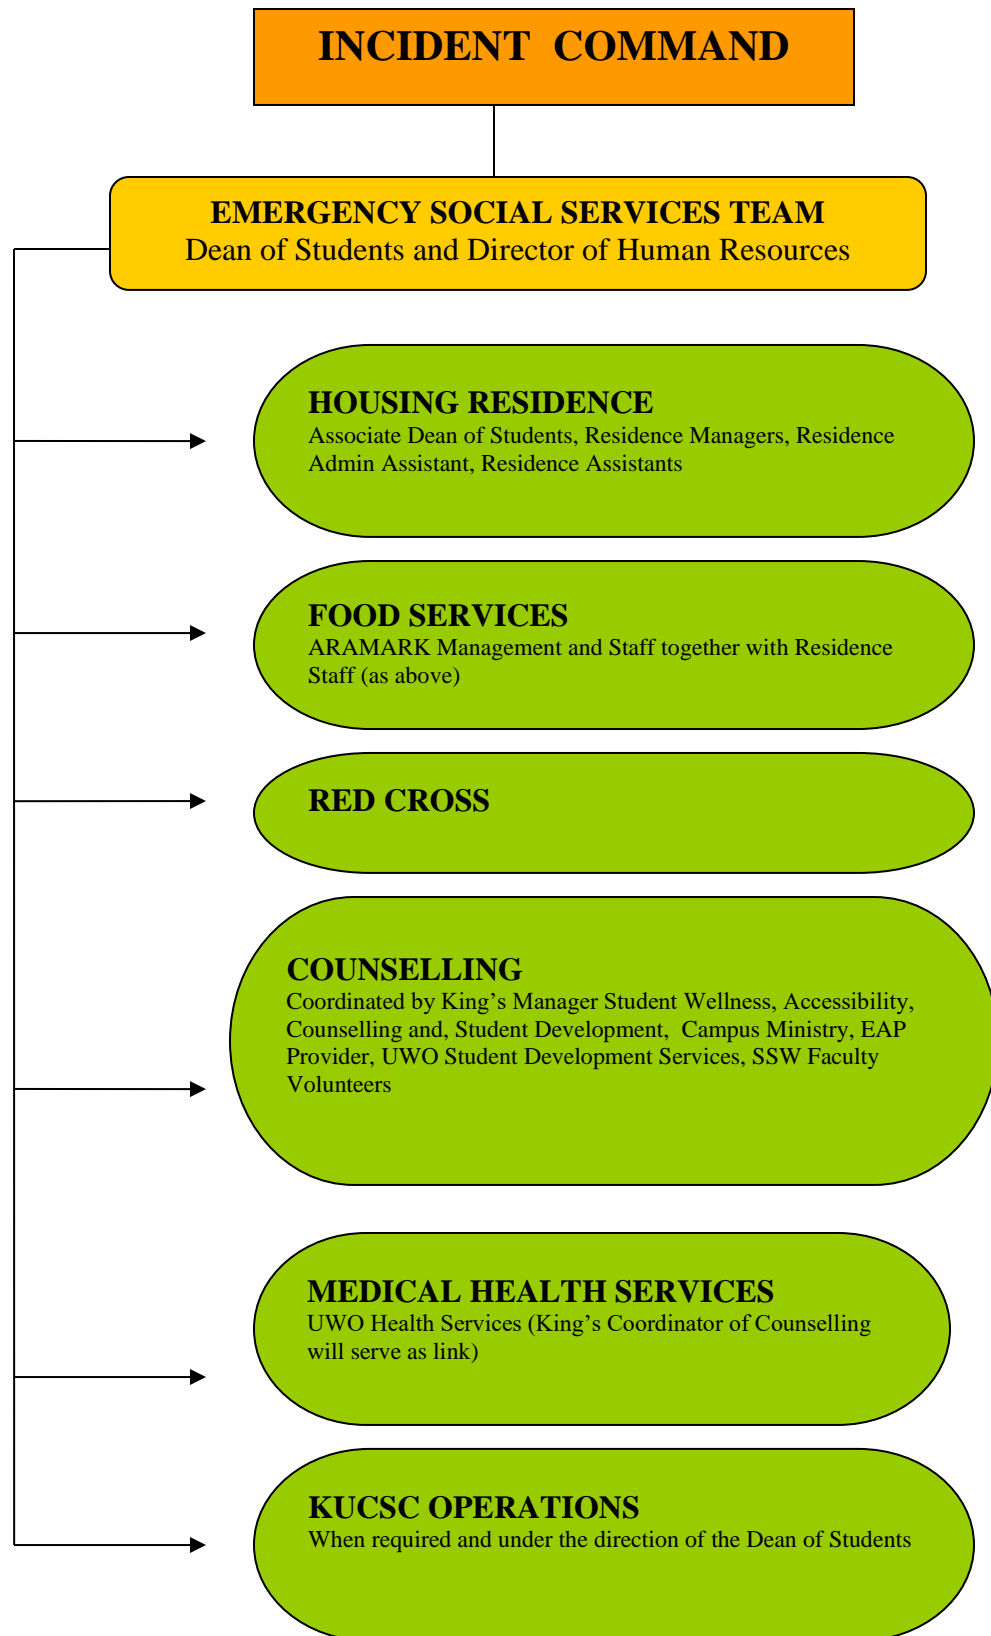 INCIDENT COMMAND
EMERGENCY SOCIAL SERVICES TEAM
Dean of Students and Director of Human Resources
HOUSING RESIDENCE
Associate Dean of Students, Residence Managers, Residence
Admin Assistant, Residence Assistants
FOOD SERVICES
ARAMARK Management and Staff together with Residence
Staff (as above)
RED CROSS
COUNSELLING
Coordinated by King’s Manager Student Wellness, Accessibility,
Counselling and, Student Development, Campus Ministry, EAP
Provider, UWO Student Development Services, SSW Faculty
Volunteers
MEDICAL HEALTH SERVICES
UWO Health Services (King’s Coordinator of Counselling
will serve as link)
KUCSC OPERATIONS
When required and under the direction of the Dean of Students